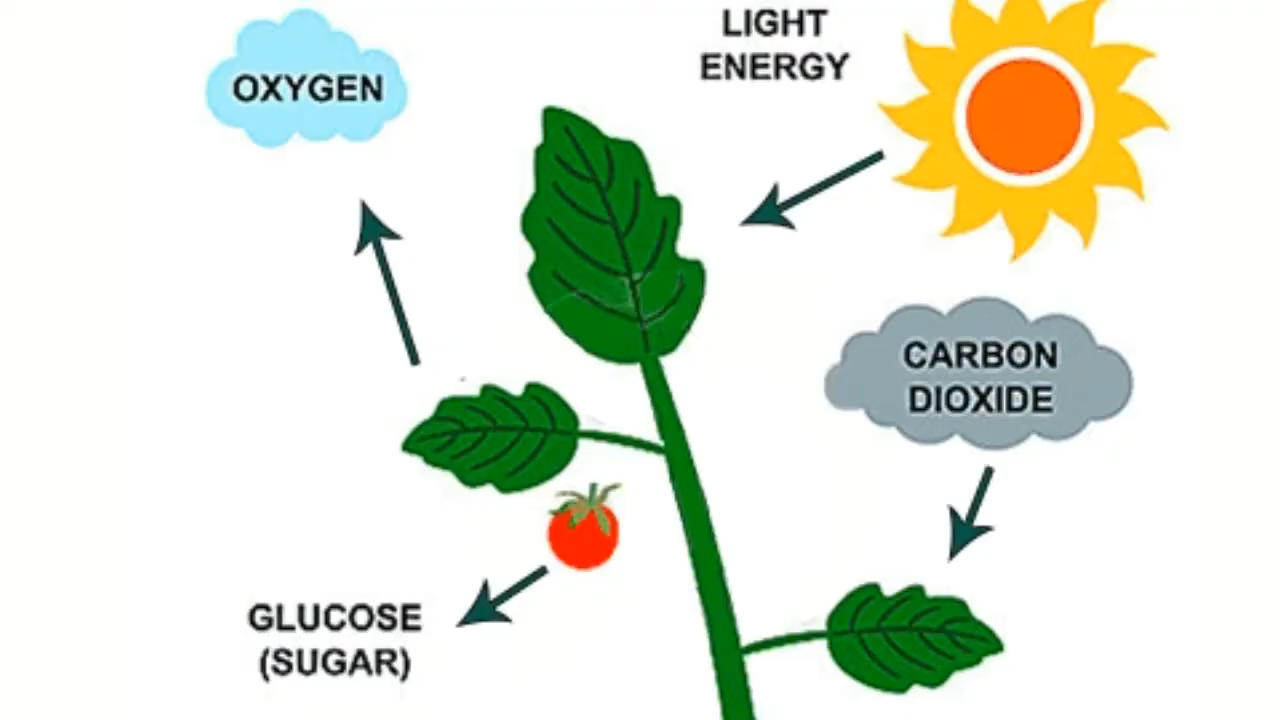 OXYGEN
LIGHT
ENERGY
CARBON
DIOXIDE
GLUCOSE
(SUGAR)